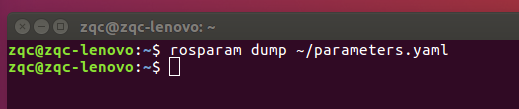 zqc@zqc-lenovo: ~
zqc@zqc-lenovo:~$ rosparam dump ~/parameters.yaml
zqc@zqc-lenovo:~$